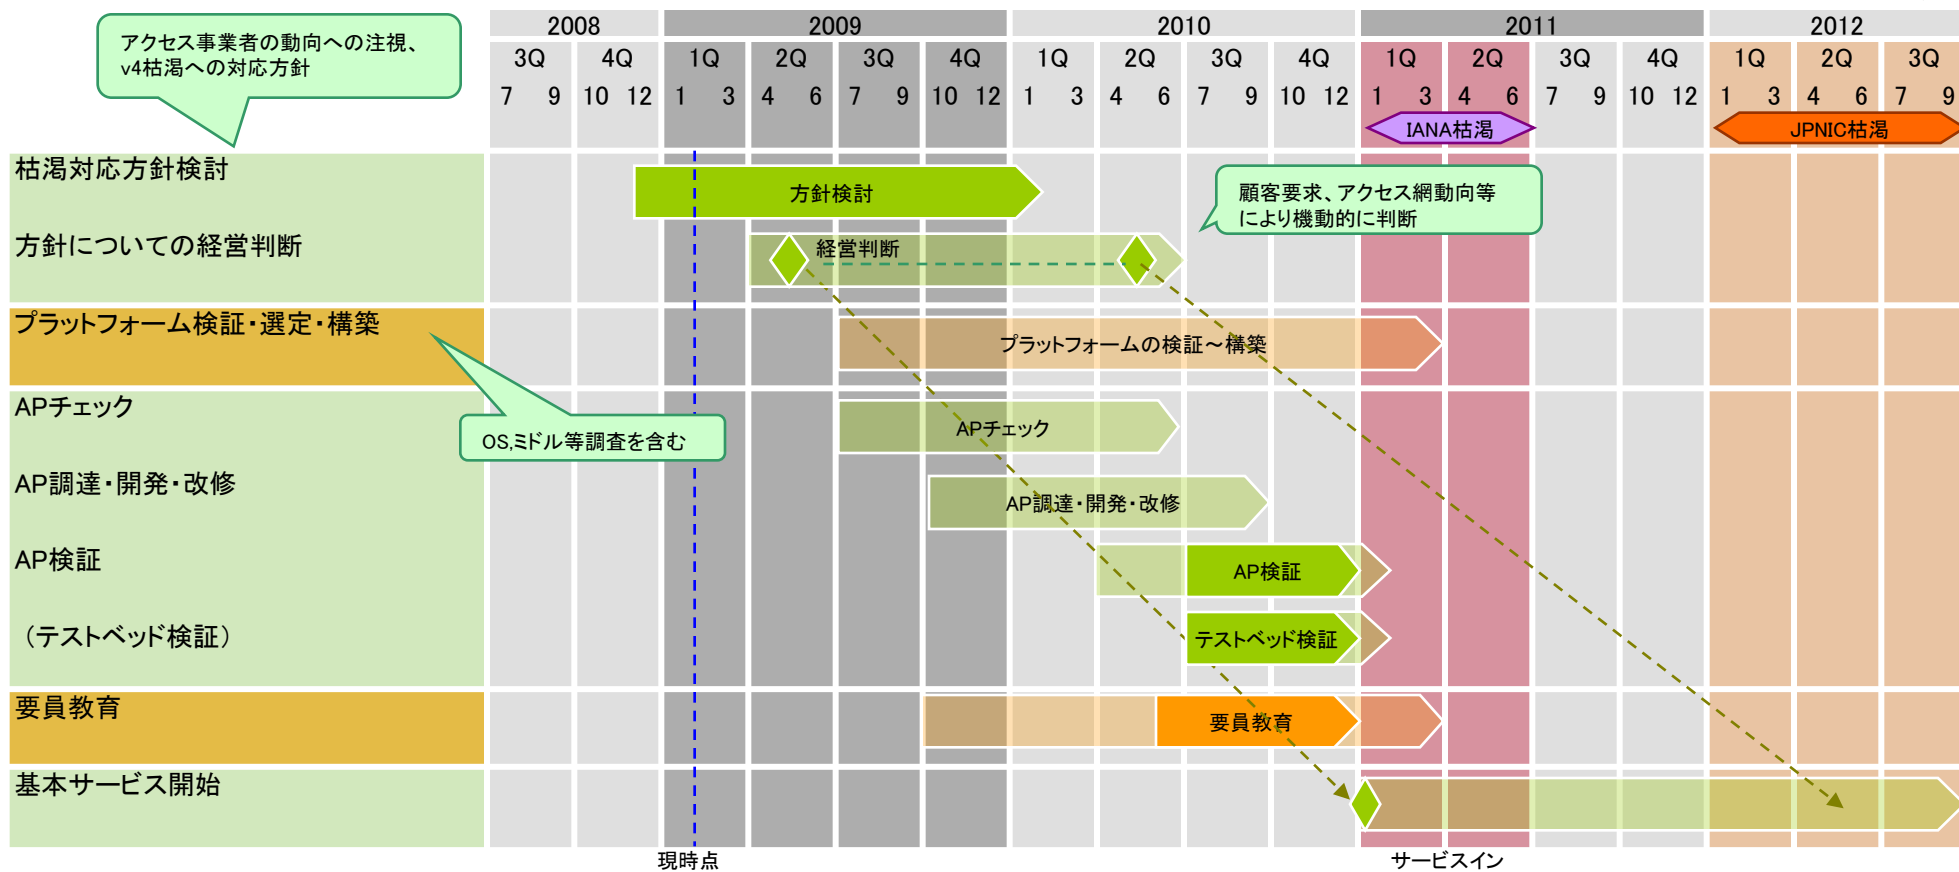 アクセス事業者の動向への注視、
v4枯渇への対応方針
2008 2009 2010 2011 2012
3Q 4Q 1Q 2Q 3Q 4Q 1Q 2Q 3Q 4Q 1Q 2Q 3Q 4Q 1Q 2Q 3Q
7 9 10 12 1 3 4 6 7 9 10 12 1 3 4 6 7 9 10 12 1 3 4 6 7 9 10 12 1 3 4 6 7 9
IANA枯渇 JPNIC枯渇
枯渇対応方針検討
方針検討
顧客要求、アクセス網動向等
により機動的に判断
方針についての経営判断
経営判断
プラットフォーム検証・選定・構築
プラットフォームの検証～構築
APチェック
APチェック
OS,ミドル等調査を含む
AP調達・開発・改修
AP調達・開発・改修
AP検証
AP検証
（テストベッド検証）
テストベッド検証
要員教育
要員教育
基本サービス開始
現時点 サービスイン